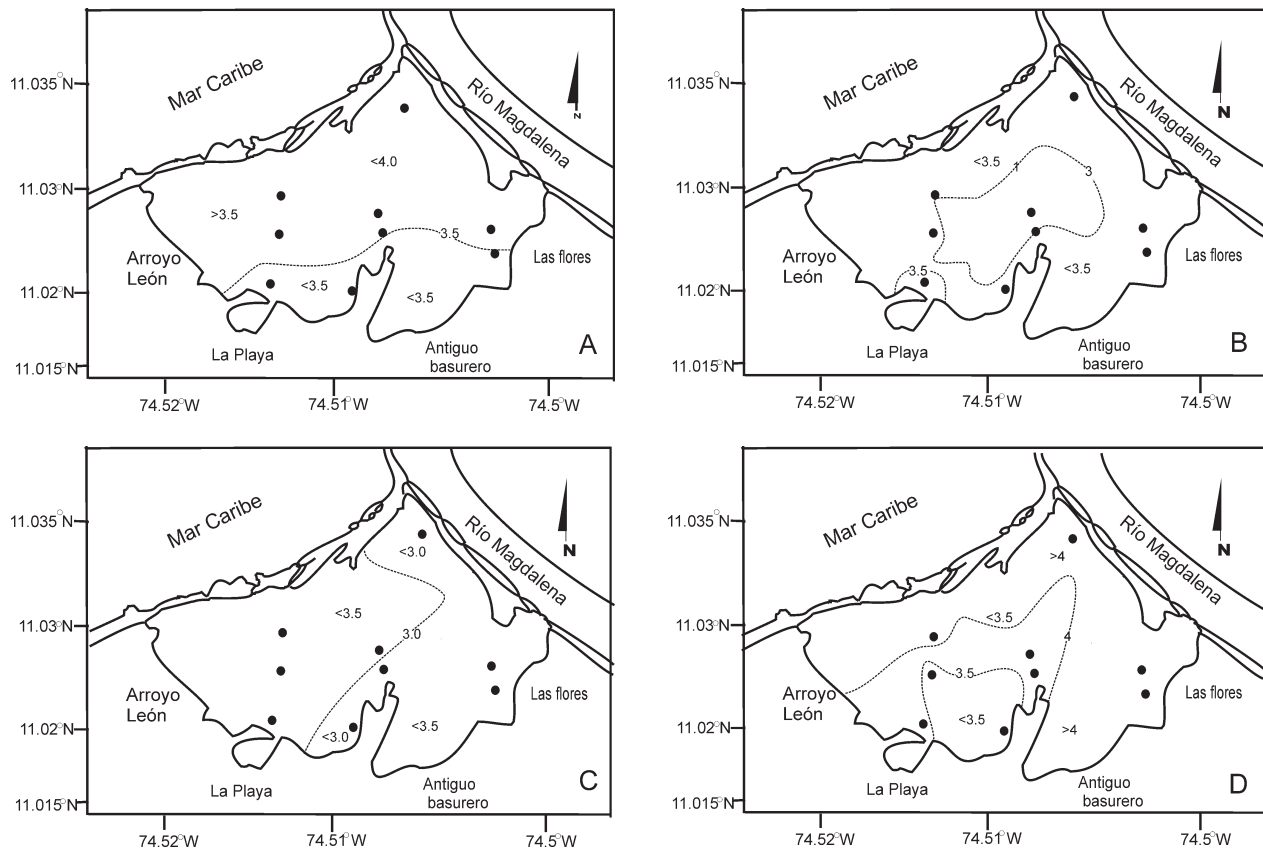 Mar Caribe
Río Magdalena
N
11.035°N
11.03°N
11.02°N
11.015°N
<4.0
>3.5
3.5
<3.5
<3.5
Arroyo
León
Las flores
La Playa
Antiguo
basurero
A
74.52°W
74.51°W
74.5°W
Mar Caribe
Río Magdalena
N
11.035°N
11.03°N
11.02°N
11.015°N
<3.5
1
3
3.5
<3.5
Arroyo
León
Las flores
La Playa
Antiguo
basurero
B
74.52°W
74.51°W
74.5°W
Mar Caribe
Río Magdalena
N
11.035°N
11.03°N
11.02°N
11.015°N
<3.0
<3.5
3.0
<3.5
<3.0
Arroyo
León
Las flores
La Playa
Antiguo
basurero
C
74.52°W
74.51°W
74.5°W
Mar Caribe
Río Magdalena
N
11.035°N
11.03°N
11.02°N
11.015°N
>4
<3.5
4
3.5
<3.5
>4
Arroyo
León
Las flores
La Playa
Antiguo
basurero
D
74.52°W
74.51°W
74.5°W